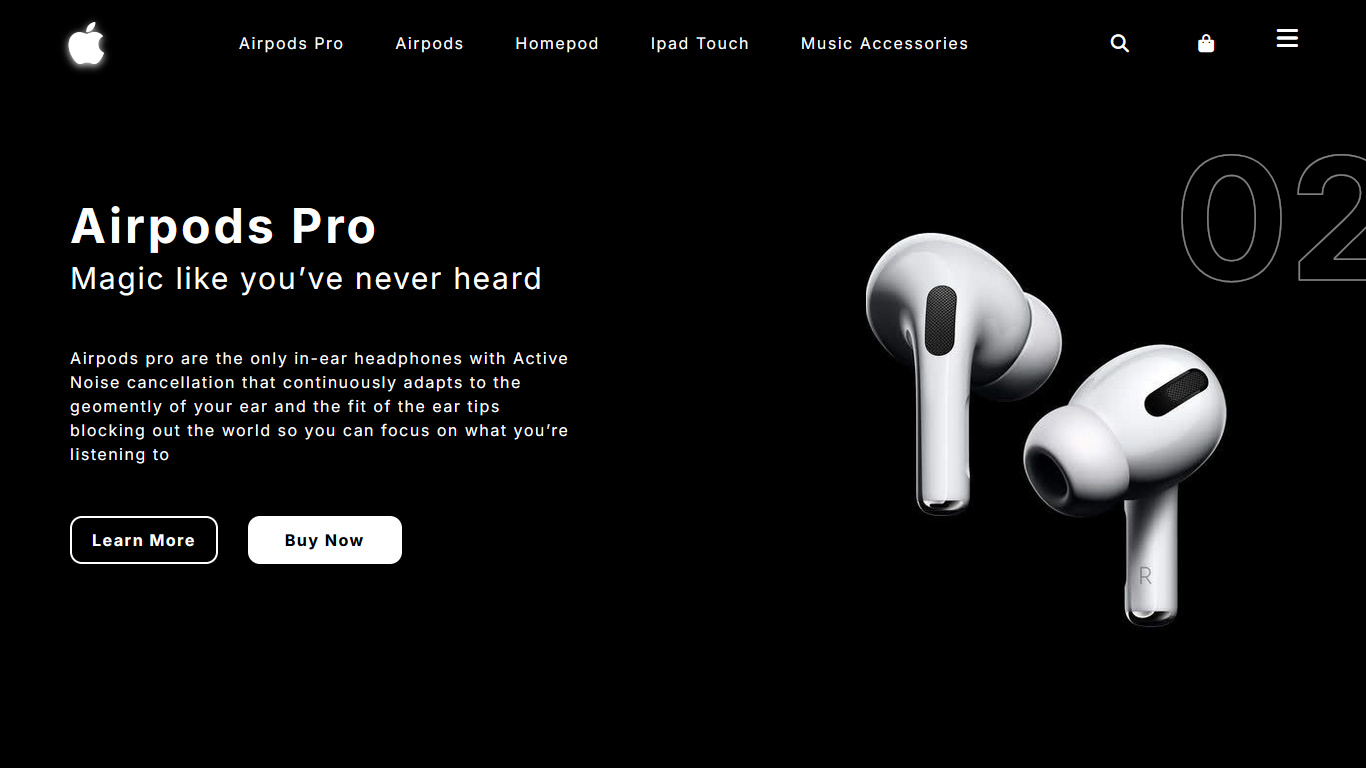 Airpods Pro Airpods Homepod Ipad Touch Music Accessories
02
Airpods Pro
Magic like you’ve never heard
Airpods pro are the only in-ear headphones with Active
Noise cancellation that continuously adapts to the
geomently of your ear and the fit of the ear tips
blocking out the world so you can focus on what you’re
listening to
Learn More Buy Now
R